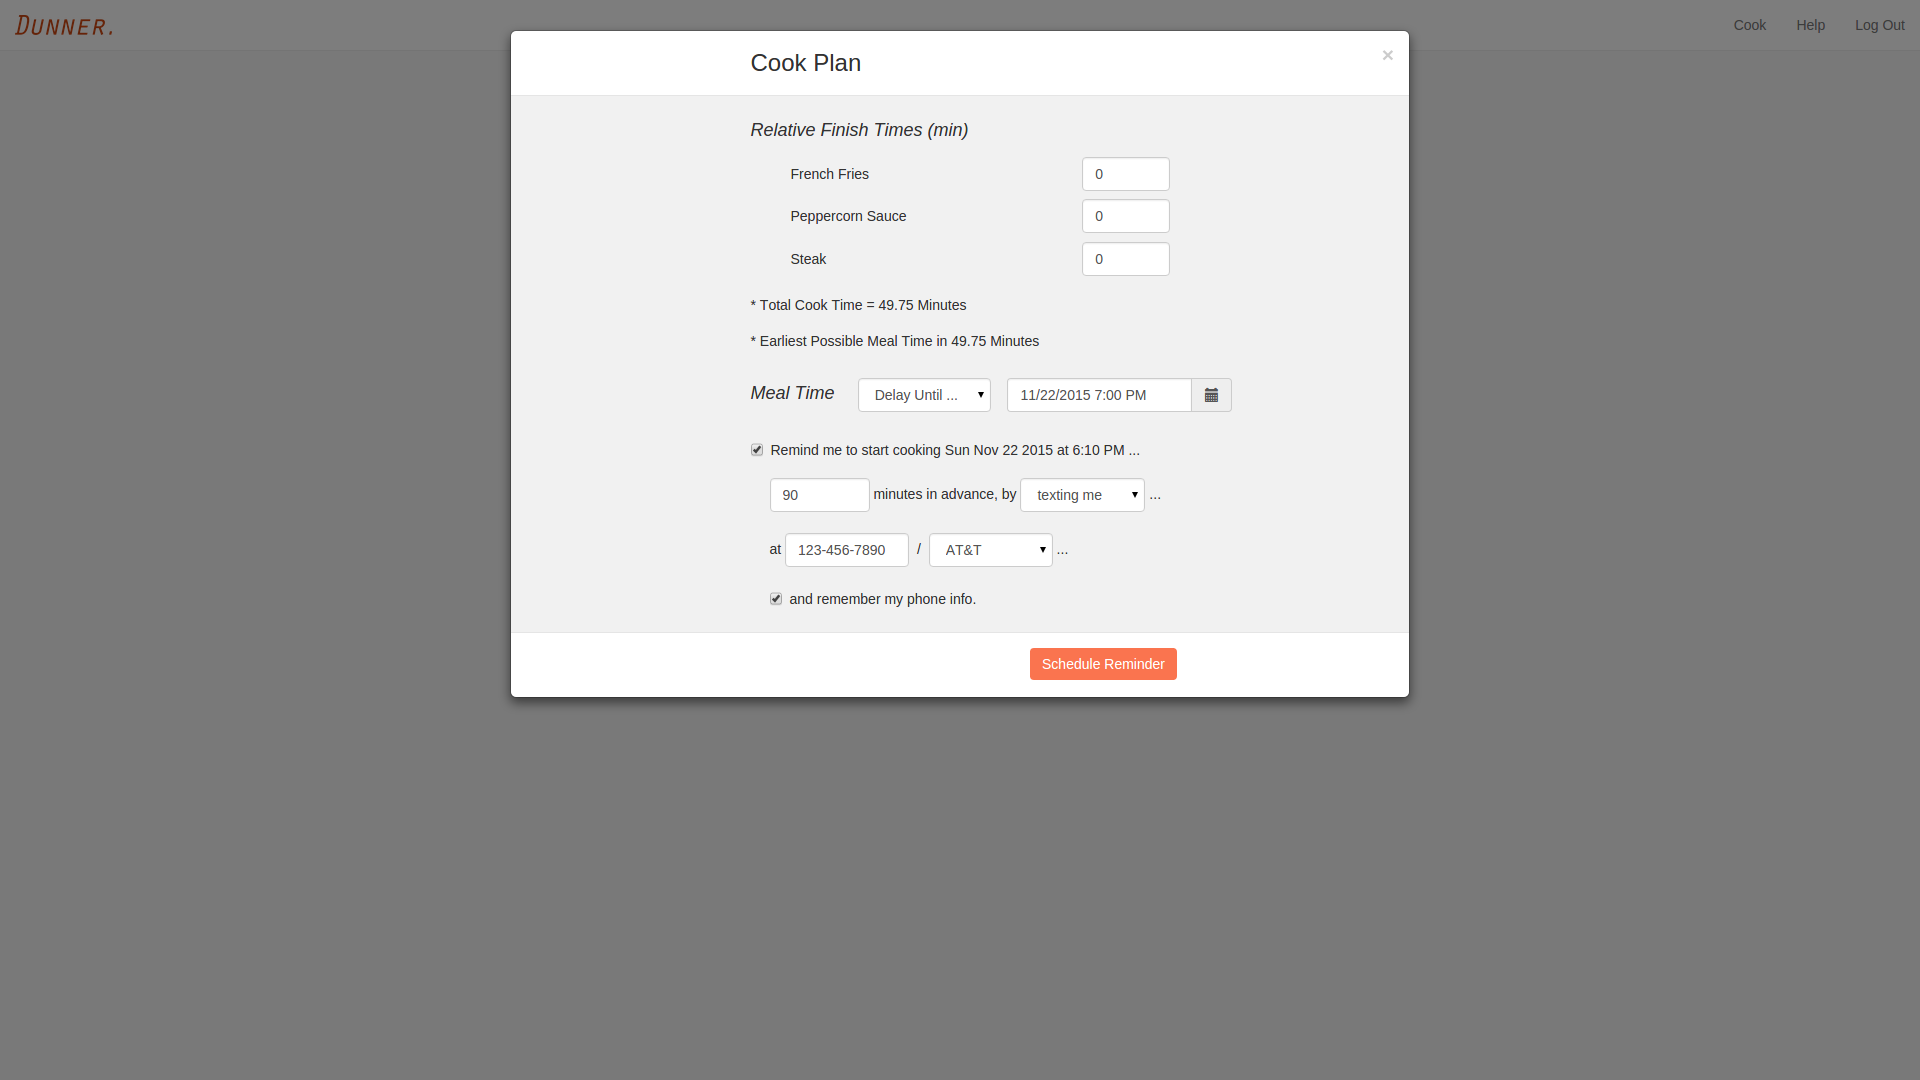 DUNNER.
Cook Help Log Out
Cook Plan ×
Relative Finish Times (min)
French Fries 0
Peppercorn Sauce 0
Steak 0
* Total Cook Time = 49.75 Minutes
* Earliest Possible Meal Time in 49.75 Minutes
Meal Time Delay Until ... 11/22/2015 7:00 PM
Remind me to start cooking Sun Nov 22 2015 at 6:10 PM ...
90 minutes in advance, by texting me ...
at 123-456-7890 / AT&T ...
and remember my phone info.
Schedule Reminder